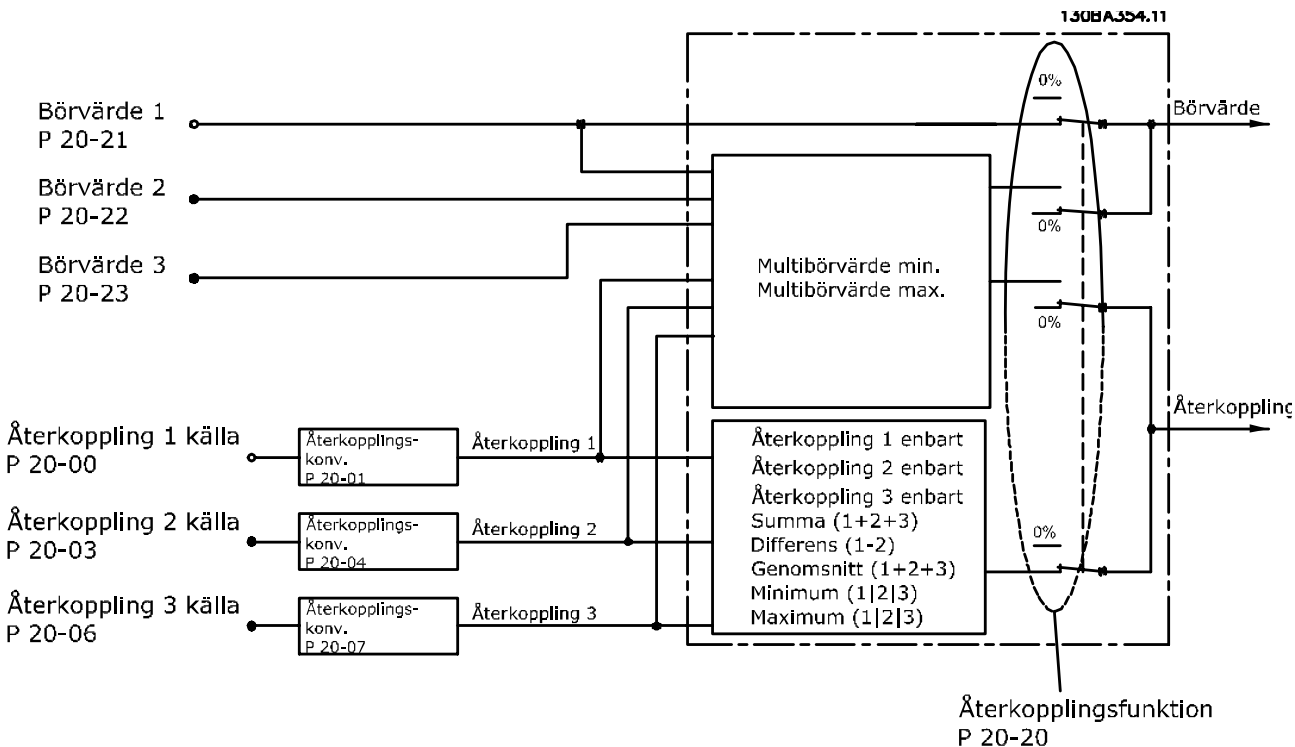 130BA354.11
0%
Börvärde 1
P 20-21
Börvärde
Börvärde 2
P 20-22
0%
Börvärde 3
P 20-23
Multibörvärde min.
Multibörvärde max.
0%
Återkoppling
Återkoppling 1 källa
P 20-00
Återkopplings-
konv.
P 20-01
Återkoppling 1
Återkoppling 1 enbart
Återkoppling 2 enbart
Återkoppling 3 enbart
Summa (1+2+3)
Differens (1-2)
Genomsnitt (1+2+3)
Minimum (1|2|3)
Maximum (1|2|3)
0%
Återkoppling 2 källa
P 20-03
Återkopplings-
konv.
P 20-04
Återkoppling 2
Återkoppling 3 källa
P 20-06
Återkopplings-
konv.
P 20-07
Återkoppling 3
Återkopplingsfunktion
P 20-20